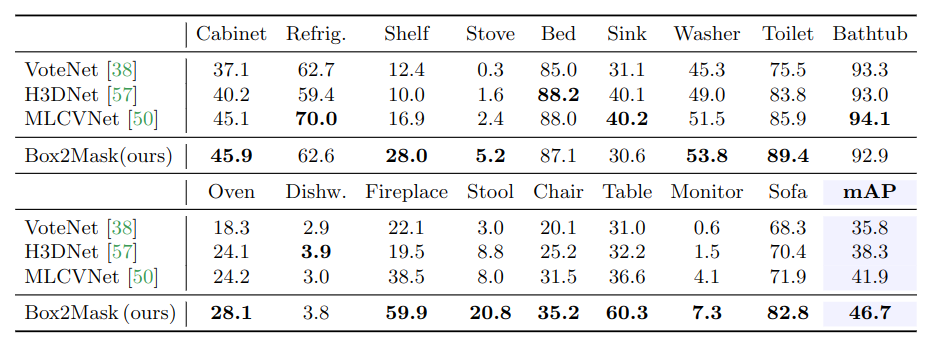 Cabinet Refrig. Shelf Stove Bed Sink Washer Toilet Bathtub
VoteNet [38] 37.1 62.7 12.4 0.3 85.0 31.1 45.3 75.5 93.3
H3DNet [57] 40.2 59.4 10.0 1.6 88.2 40.1 49.0 83.8 93.0
MLCVNet [50] 45.1 70.0 16.9 2.4 88.0 40.2 51.5 85.9 94.1
Box2Mask(ours) 45.9 62.6 28.0 5.2 87.1 30.6 53.8 89.4 92.9
Oven Dishw. Fireplace Stool Chair Table Monitor Sofa mAP
VoteNet [38] 18.3 2.9 22.1 3.0 20.1 31.0 0.6 68.3 35.8
H3DNet [57] 24.1 3.9 19.5 8.8 25.2 32.2 1.5 70.4 38.3
MLCVNet [50] 24.2 3.0 38.5 8.0 31.5 36.6 4.1 71.9 41.9
Box2Mask (ours) 28.1 3.8 59.9 20.8 35.2 60.3 7.3 82.8 46.7